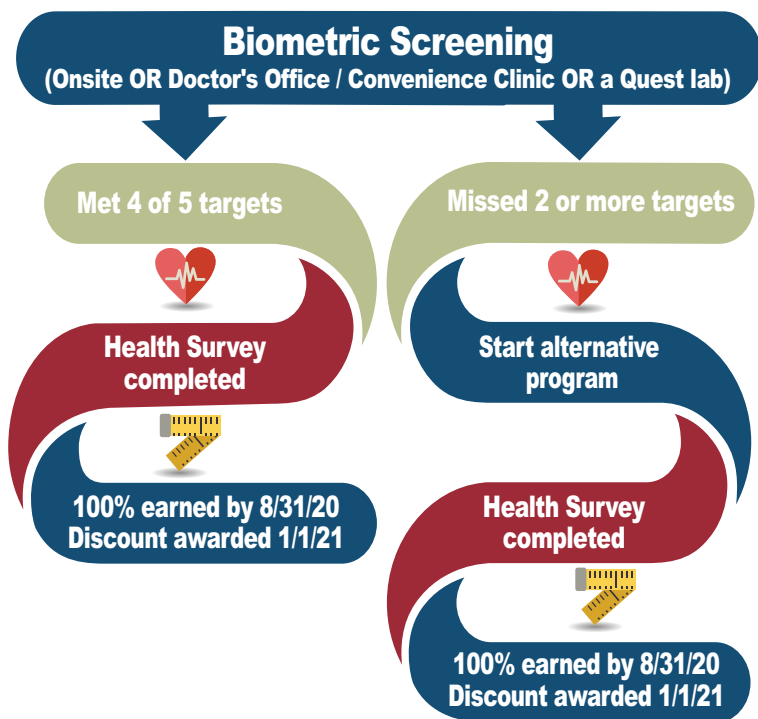 Biometric Screening
(Onsite OR Doctor's Office / Convenience Clinic OR a Quest lab)
Met 4 of 5 targets
Health Survey
completed
100% earned by 8/31/20
Discount awarded 1/1/21
Missed 2 or more targets
Start alternative
program
Health Survey
completed
100% earned by 8/31/20
Discount awarded 1/1/21